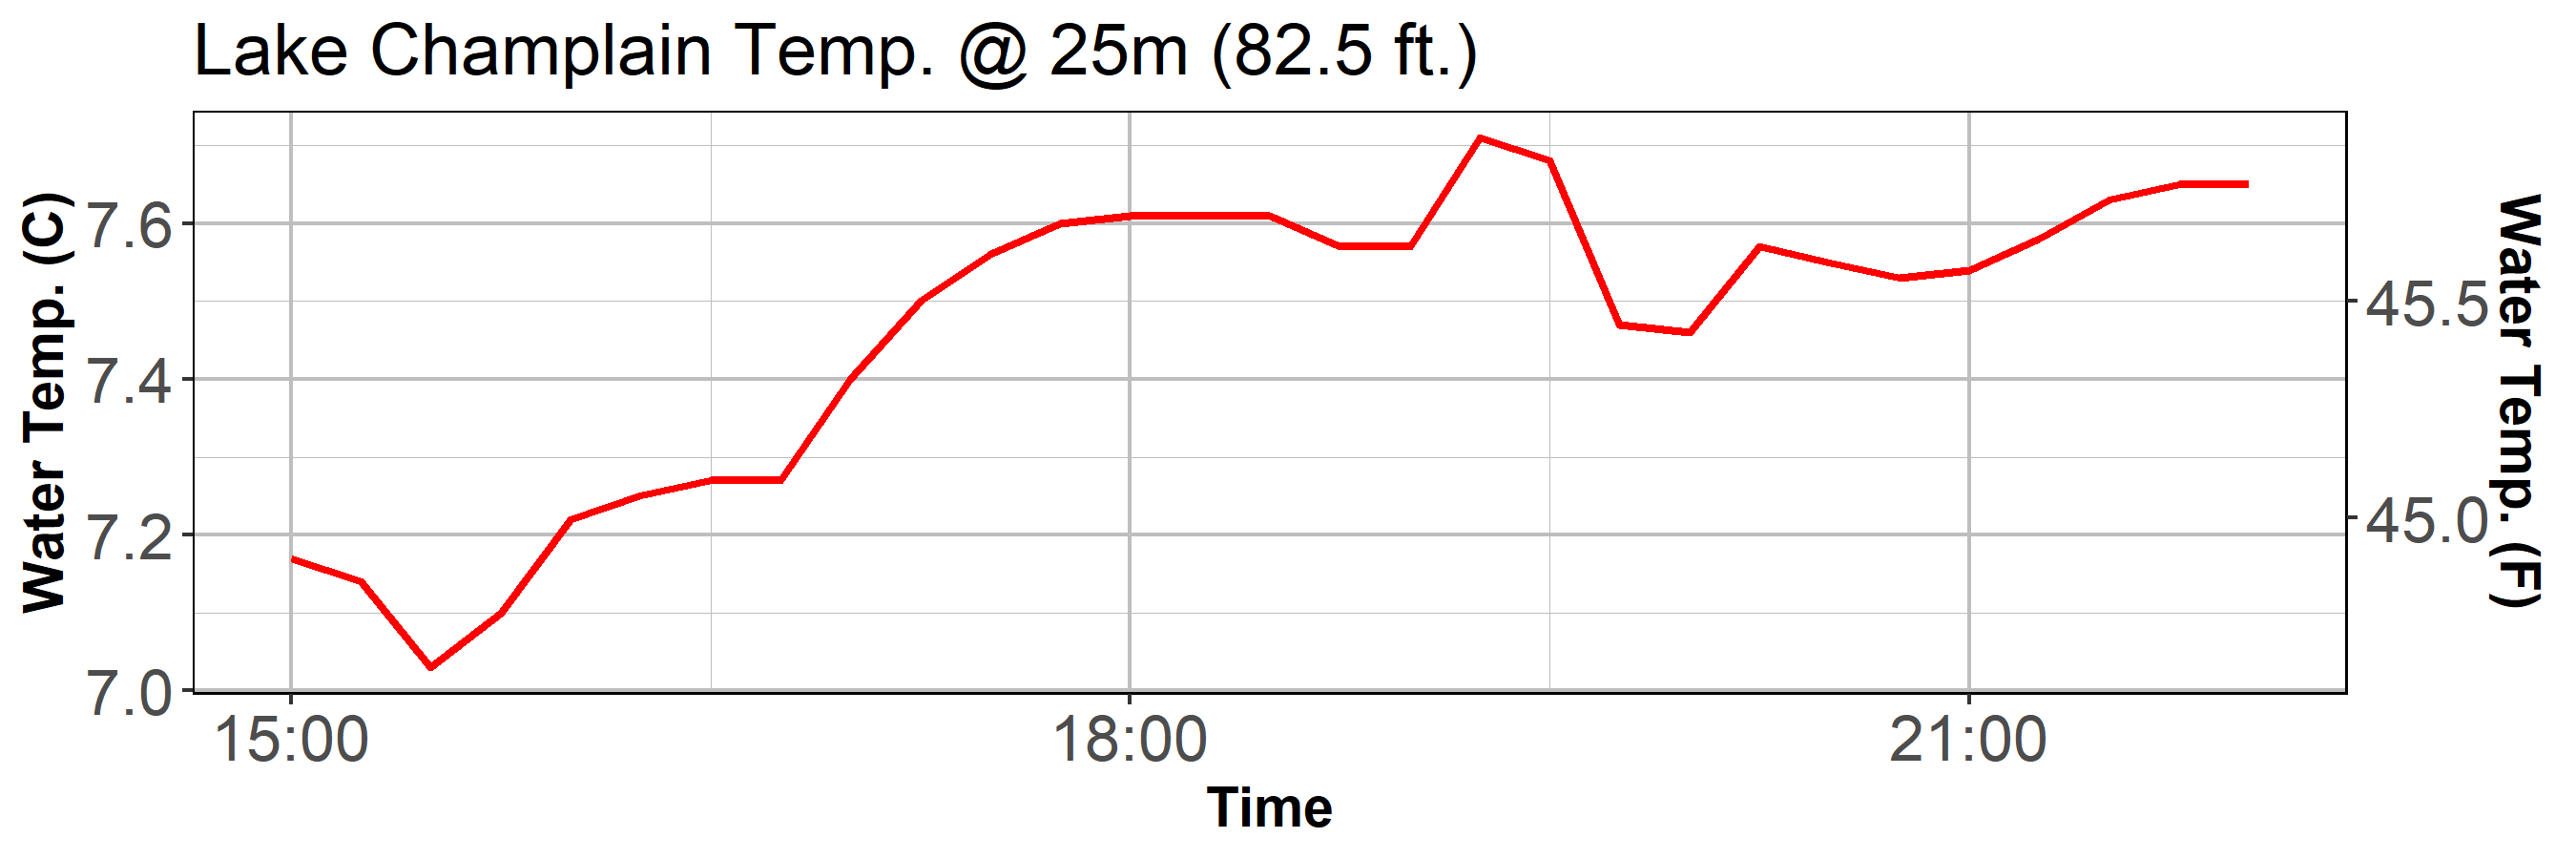 Lake Champlain Temp. @ 25m (82.5 ft.)
Water Temp. (C)
7.6
7.4
7.2
7.0
45.5
45.0
Water Temp. (F)
15:00
18:00
21:00
Time